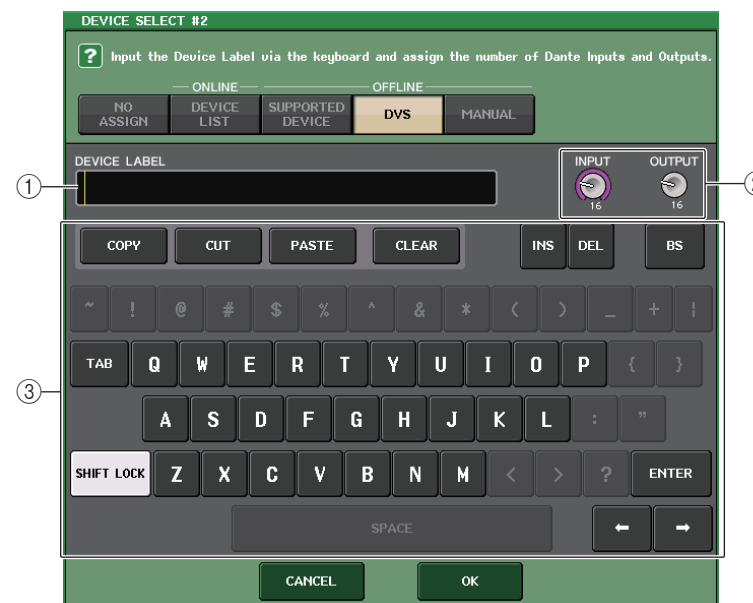 DEVICE SELECT #2
? Input the Device Label via the keyboard and assign the number of Dante Inputs and Outputs.
ONLINE OFFLINE
NO ASSIGN DEVICE LIST SUPPORTED DEVICE DVS MANUAL
DEVICE LABEL INPUT OUTPUT
16 16
①
COPY CUT PASTE CLEAR INS DEL BS
~ ! @ # $ % ^ & * ( ) _ + ¦
③
TAB Q W E R T Y U I O P { }
A S D F G H J K L : "
SHIFT LOCK Z X C V B N M < > ? ENTER
SPACE ← →
CANCEL OK